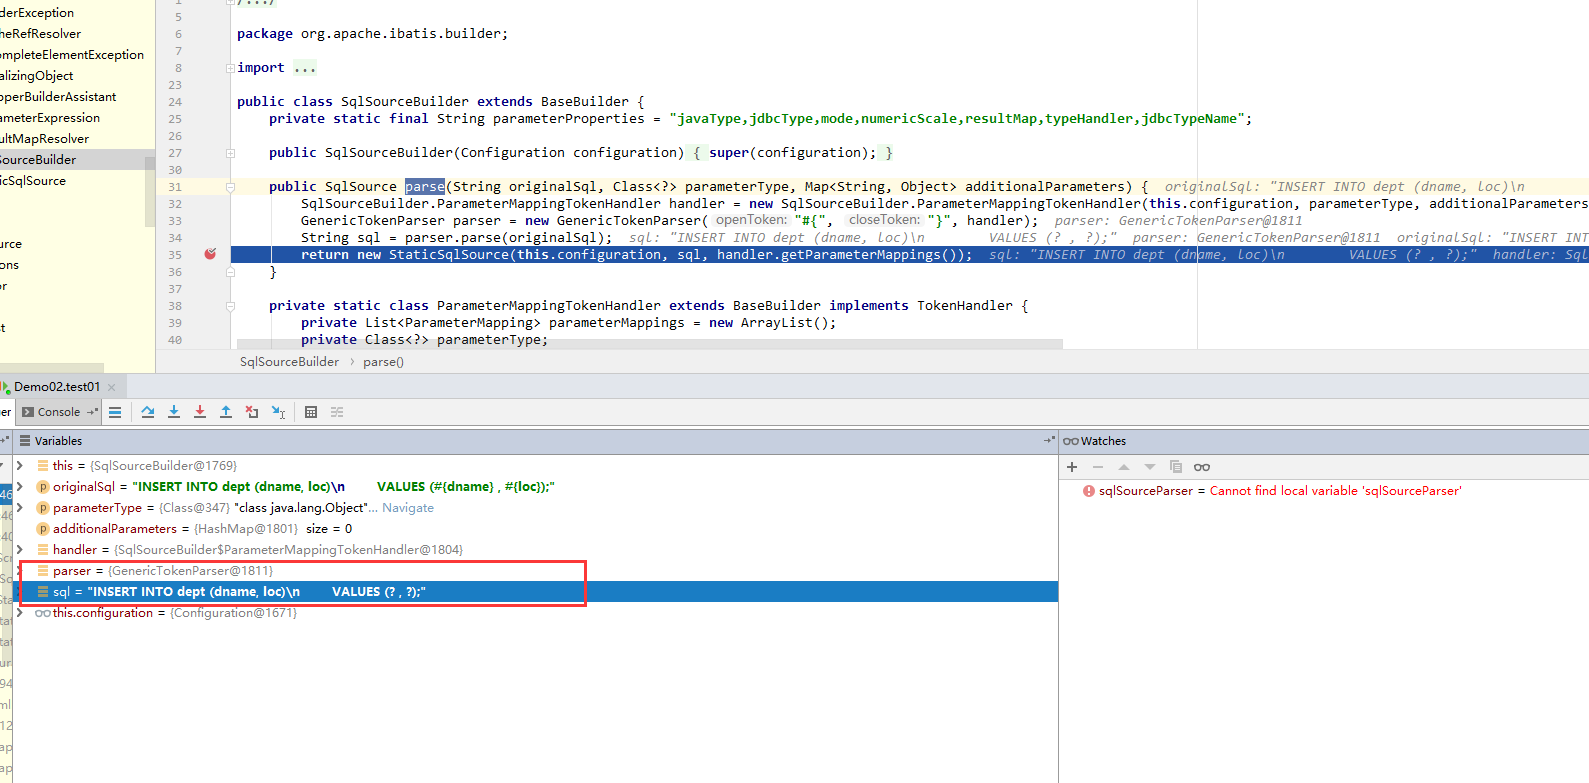 derException
heRefResolver
ompleteElementException
alizingObject
pperBuilderAssistant
ameterExpression
ultMapResolver
SourceBuilder
icSqlSource
urce
ons
or
t
1 /.../
5
6 package org.apache.ibatis.builder;
7
8 import ...
23
24 public class SqlSourceBuilder extends BaseBuilder {
25 private static final String parameterProperties = "javaType,jdbcType,mode,numericScale,resultMap,typeHandler,jdbcTypeName";
26
27 public SqlSourceBuilder(Configuration configuration) { super(configuration); }
30
31 public SqlSource parse(String originalSql, Class<?> parameterType, Map<String, Object> additionalParameters) { originalSql: "INSERT INTO dept (dname, loc)\n
32 SqlSourceBuilder.ParameterMappingTokenHandler handler = new SqlSourceBuilder.ParameterMappingTokenHandler(this.configuration, parameterType, additionalParameters
33 GenericTokenParser parser = new GenericTokenParser( openToken: "#{", closeToken: "}", handler); parser: GenericTokenParser@1811
34 String sql = parser.parse(originalSql); sql: "INSERT INTO dept (dname, loc)\n VALUES (? , ?);" parser: GenericTokenParser@1811 originalSql: "INSERT INT
35 return new StaticSqlSource(this.configuration, sql, handler.getParameterMappings()); sql: "INSERT INTO dept (dname, loc)\n VALUES (? , ?);" handler: Sql
36 }
37
38 private static class ParameterMappingTokenHandler extends BaseBuilder implements TokenHandler {
39 private List<ParameterMapping> parameterMappings = new ArrayList();
40 private Class<?> parameterType;
SqlSourceBuilder › parse()
Demo02.test01
er Console
Variables
Watches
this = {SqlSourceBuilder@1769}
originalSql = "INSERT INTO dept (dname, loc)\n VALUES (#{dname} , #{loc});"
parameterType = {Class@347} "class java.lang.Object"... Navigate
additionalParameters = {HashMap@1801} size = 0
handler = {SqlSourceBuilder$ParameterMappingTokenHandler@1804}
parser = {GenericTokenParser@1811}
sql = "INSERT INTO dept (dname, loc)\n VALUES (? , ?);"
this.configuration = {Configuration@1671}
sqlSourceParser = Cannot find local variable 'sqlSourceParser'